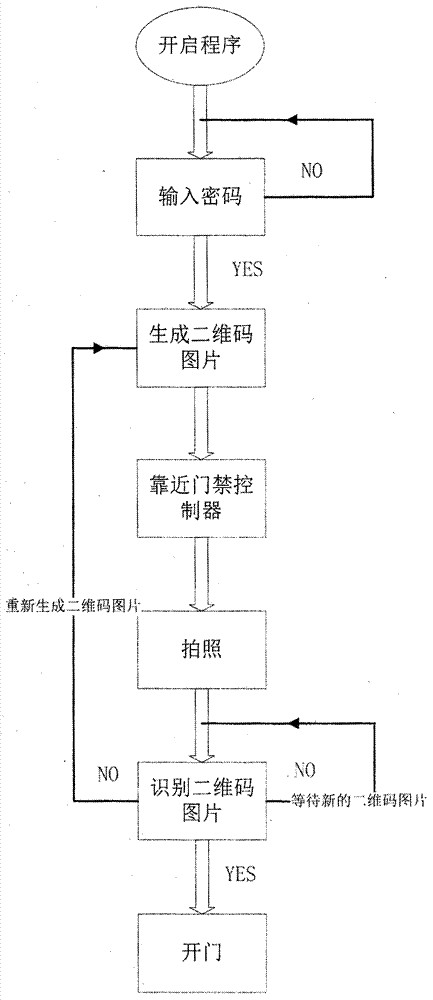 开启程序
NO
输入密码
YES
生成二维码
图片
靠近门禁控
制器
重新生成二维码图片
拍照
NO
识别二维码
图片
NO
等待新的二维码图片
YES
开门